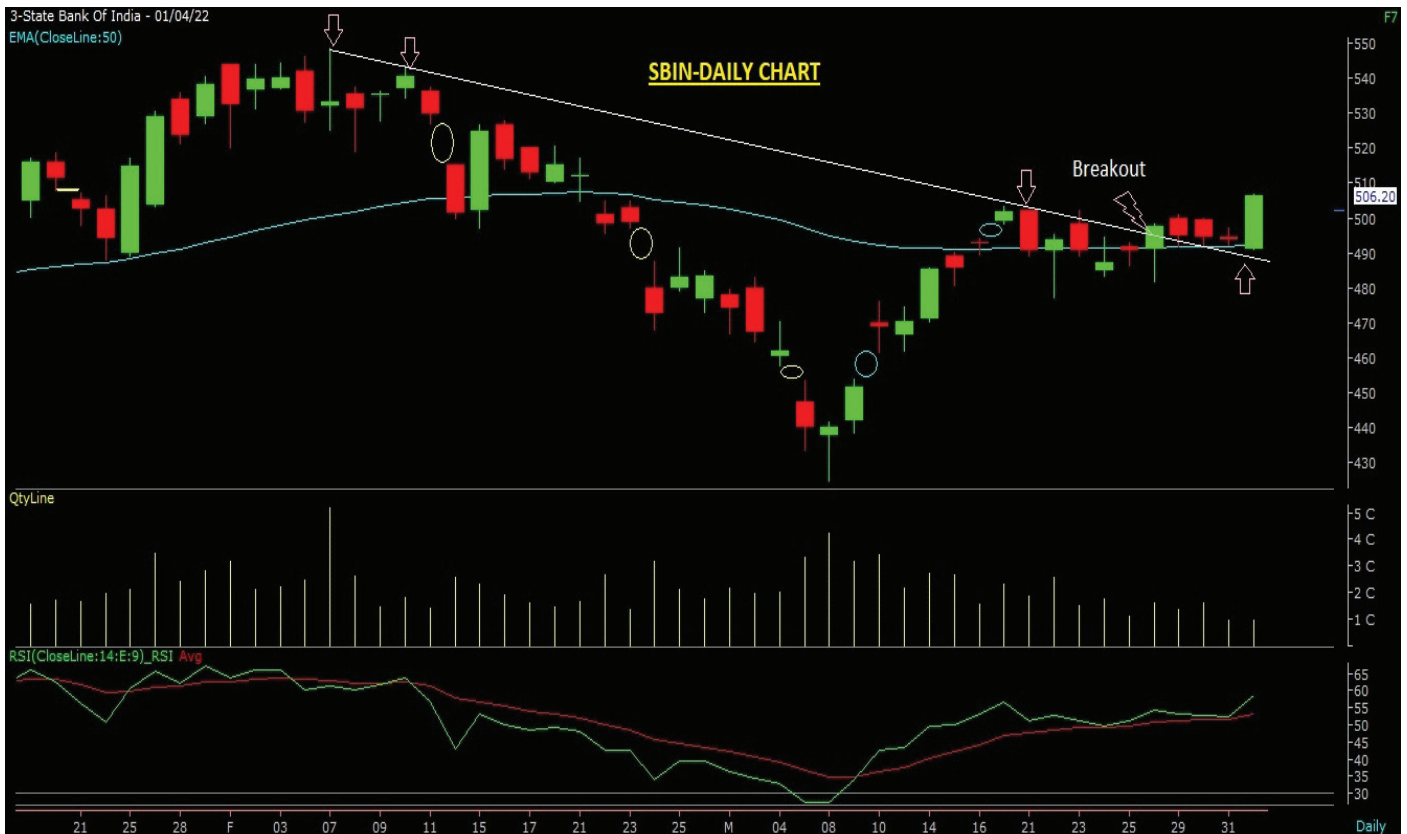 3-State Bank Of India - 01/04/22
F7
EMA(CloseLine:50)
SBIN-DAILY CHART
Breakout
550
540
530
520
510
506.20
500
490
480
470
460
450
440
430
QtyLine
5 C
4 C
3 C
2 C
1 C
RSI(CloseLine:14:E:9)_RSI Avg
65
60
55
50
45
40
35
30
21 25 28 F 03 07 09 11 15 17 21 23 25 M 04 08 10 14 16 21 23 25 29 31 Daily